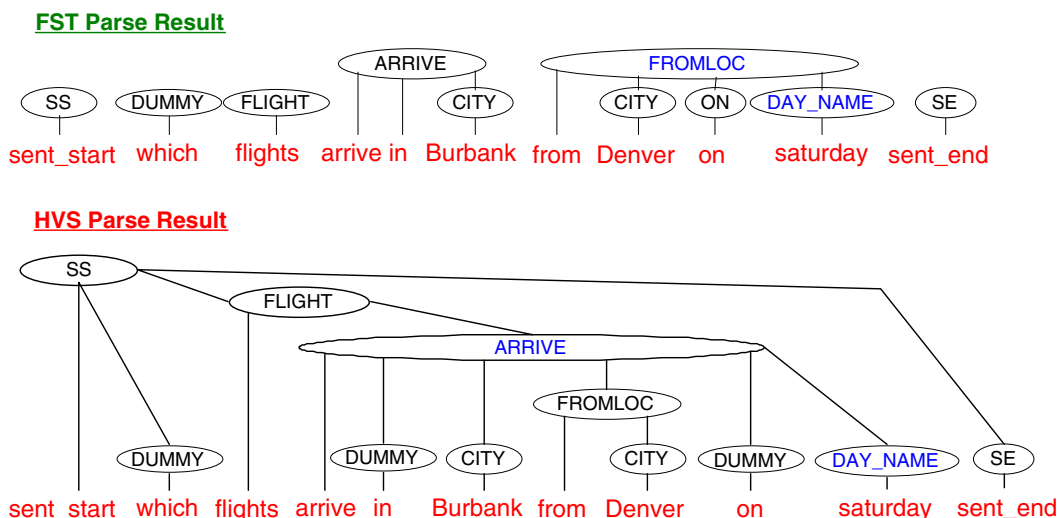 FST Parse Result
ARRIVE FROMLOC
SS DUMMY FLIGHT CITY CITY ON DAY_NAME SE
sent_start which flights arrive in Burbank from Denver on saturday sent_end
HVS Parse Result
SS
FLIGHT
ARRIVE
FROMLOC
DUMMY DUMMY CITY CITY DUMMY DAY_NAME SE
sent_start which flights arrive in Burbank from Denver on saturday sent_end